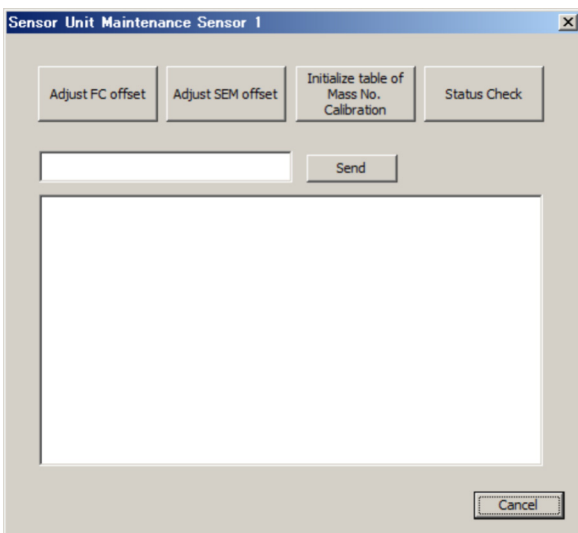 Sensor Unit Maintenance Sensor 1
Adjust FC offset
Adjust SEM offset
Initialize table of
Mass No.
Calibration
Status Check
Send
Cancel